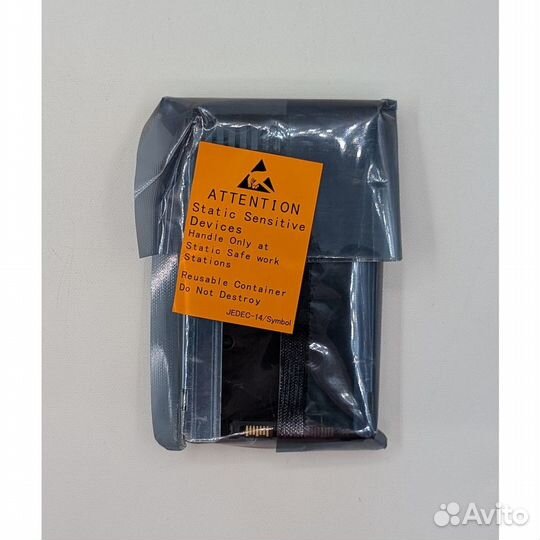 ATTENTION
Static Sensitive
Devices
Handle Only at
Static Safe work
Stations
Reusable Container
Do Not Destroy
JEDEC-14/Symbol
Avito